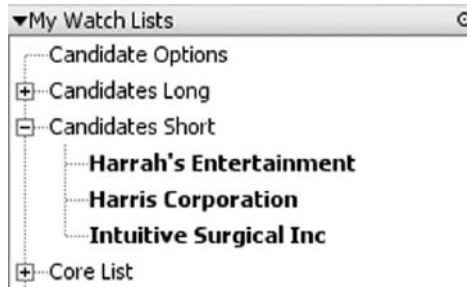 My Watch Lists
Candidate Options
Candidates Long
Candidates Short
Harrah's Entertainment
Harris Corporation
Intuitive Surgical Inc
Core List